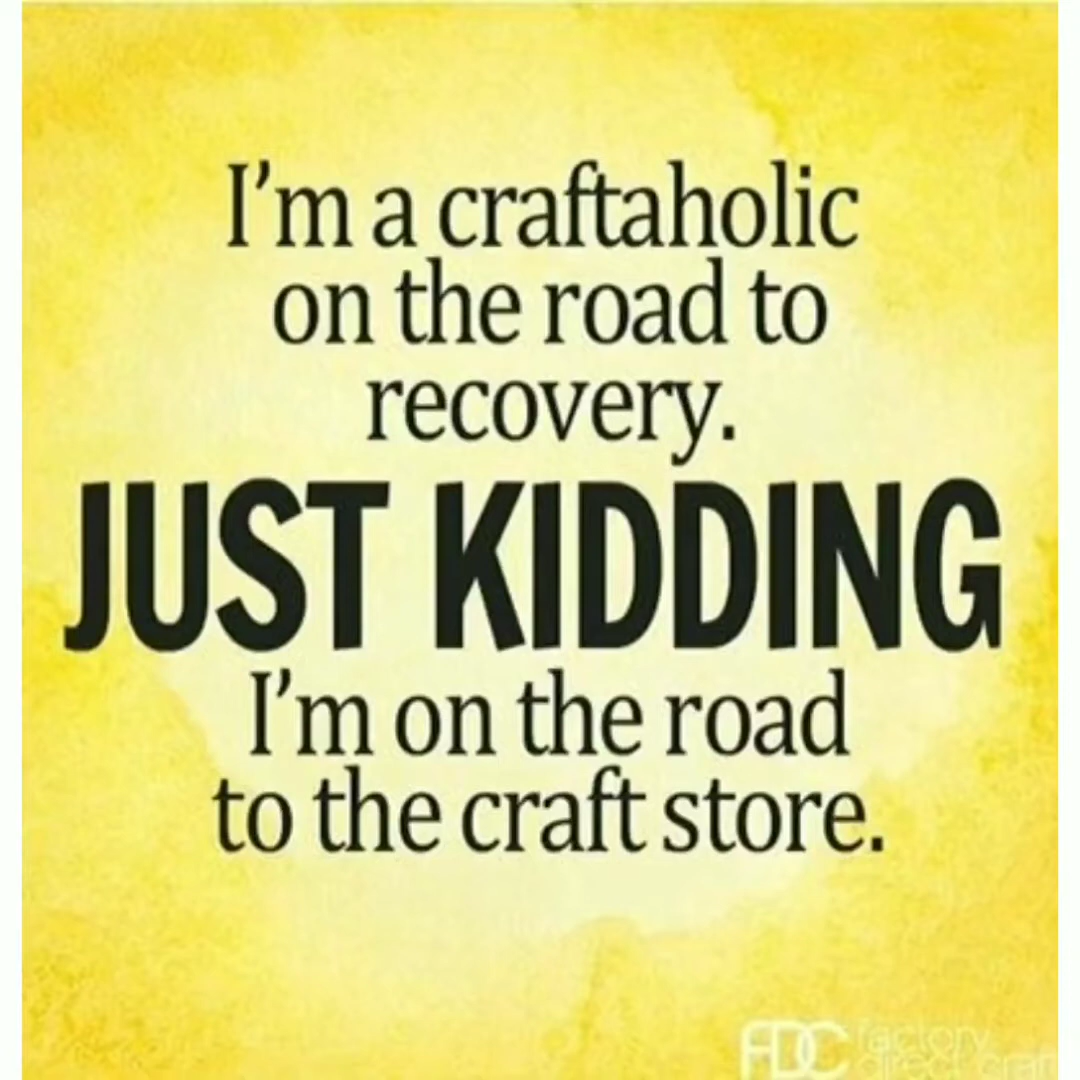 I'm a craftaholic
on the road to
recovery.
JUST KIDDING
I'm on the road
to the craft store.
FDC factory
direct craft